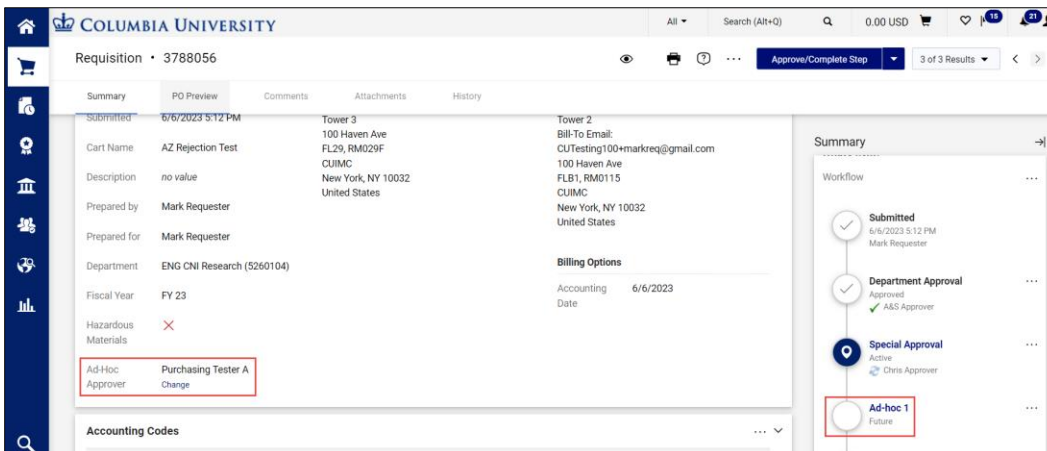 COLUMBIA UNIVERSITY
All
Search (Alt+Q)
0.00 USD
15
21
Requisition • 3788056
?
...
Approve/Complete Step
3 of 3 Results
Summary
PO Preview
Comments
Attachments
History
Submitted
6/6/2023 5:12 PM
Cart Name
AZ Rejection Test
Description
no value
Prepared by
Mark Requester
Prepared for
Mark Requester
Department
ENG CNI Research (5260104)
Fiscal Year
FY 23
Hazardous
Materials
Ad-Hoc
Approver
Purchasing Tester A
Change
Tower 3
100 Haven Ave
FL29, RM029F
CUIMC
New York, NY 10032
United States
Tower 2
Bill-To Email:
CUTesting100+markreq@gmail.com
100 Haven Ave
FLB1, RM0115
CUIMC
New York, NY 10032
United States
Billing Options
Accounting
Date
6/6/2023
Accounting Codes
...
Summary
Workflow
...
Submitted
6/6/2023 5:12 PM
Mark Requester
Department Approval
...
Approved
A&S Approver
Special Approval
...
Active
Chris Approver
Ad-hoc 1
...
Future